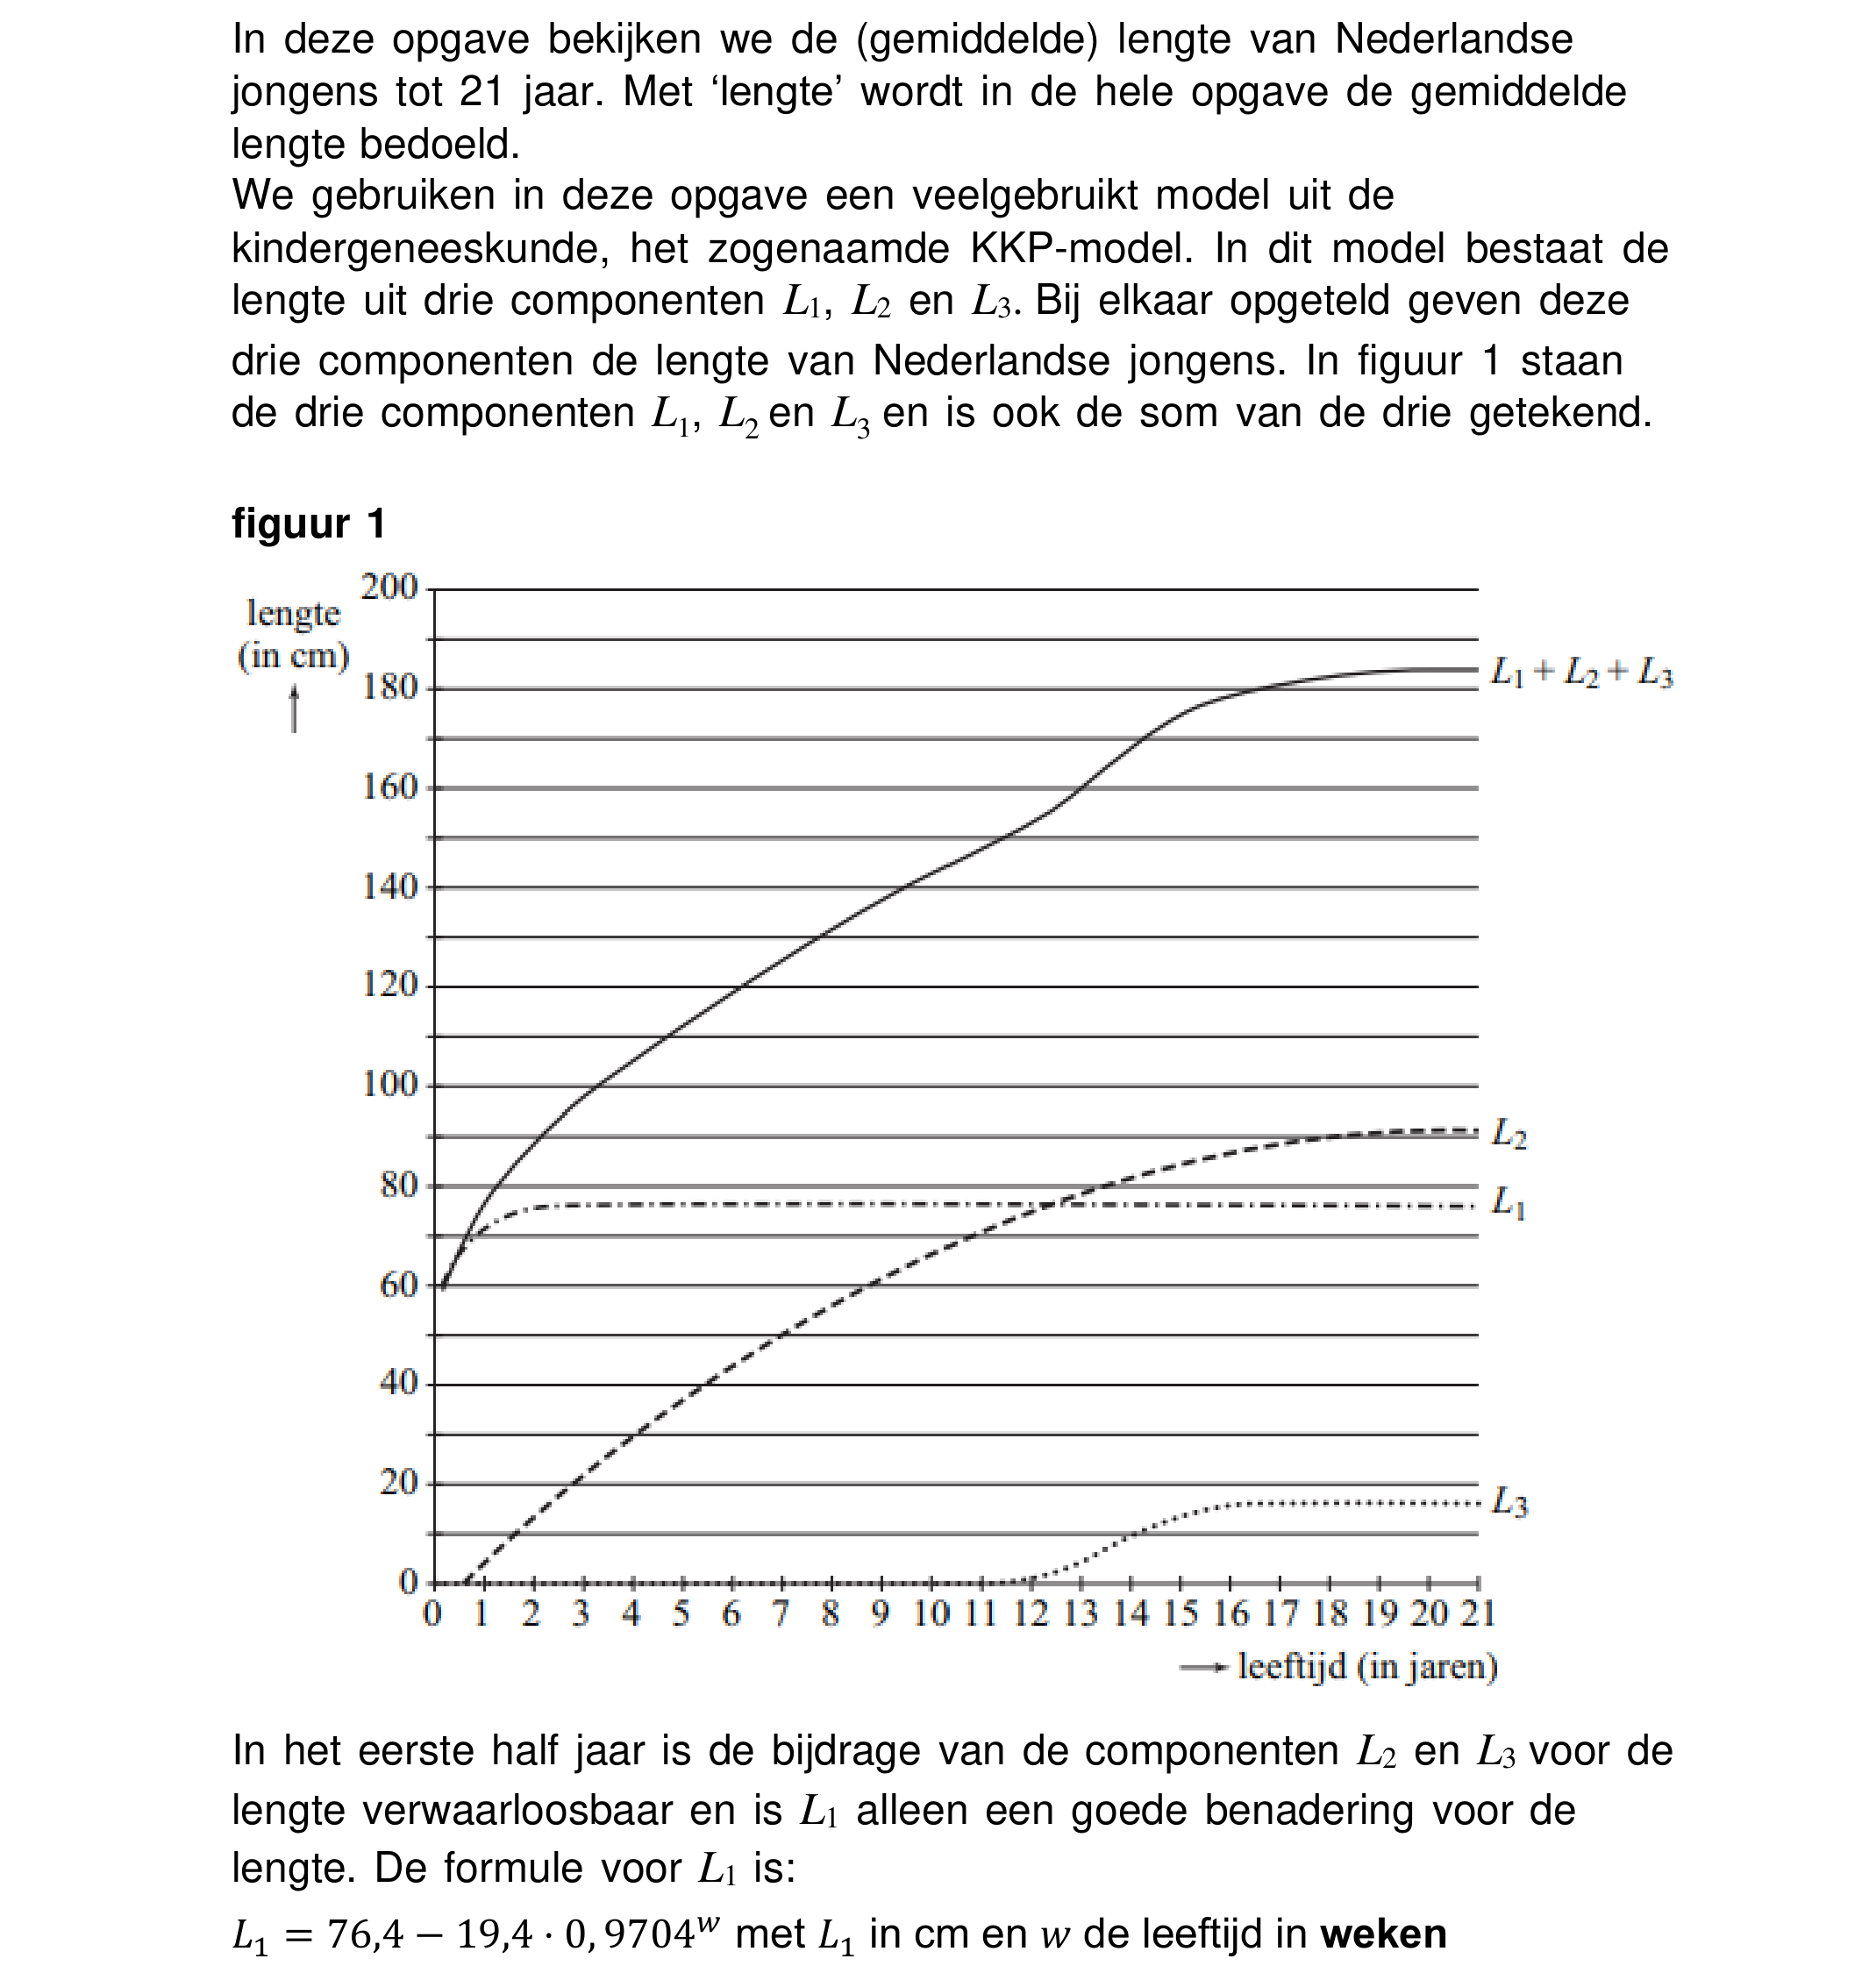 In deze opgave bekijken we de (gemiddelde) lengte van Nederlandse
jongens tot 21 jaar. Met ‘lengte’ wordt in de hele opgave de gemiddelde
lengte bedoeld.
We gebruiken in deze opgave een veelgebruikt model uit de
kindergeneeskunde, het zogenaamde KKP-model. In dit model bestaat de
lengte uit drie componenten L₁, L₂ en L₃. Bij elkaar opgeteld geven deze
drie componenten de lengte van Nederlandse jongens. In figuur 1 staan
de drie componenten L₁, L₂ en L₃ en is ook de som van de drie getekend.
figuur 1
lengte
(in cm)
200
180
160
140
120
100
80
60
40
20
0
L₁ + L₂ + L₃
L₂
L₁
L₃
0 1 2 3 4 5 6 7 8 9 10 11 12 13 14 15 16 17 18 19 20 21
leeftijd (in jaren)
In het eerste half jaar is de bijdrage van de componenten L₂ en L₃ voor de
lengte verwaarloosbaar en is L₁ alleen een goede benadering voor de
lengte. De formule voor L₁ is:
L₁ = 76,4 − 19,4 · 0,9704ʷ met L₁ in cm en w de leeftijd in weken